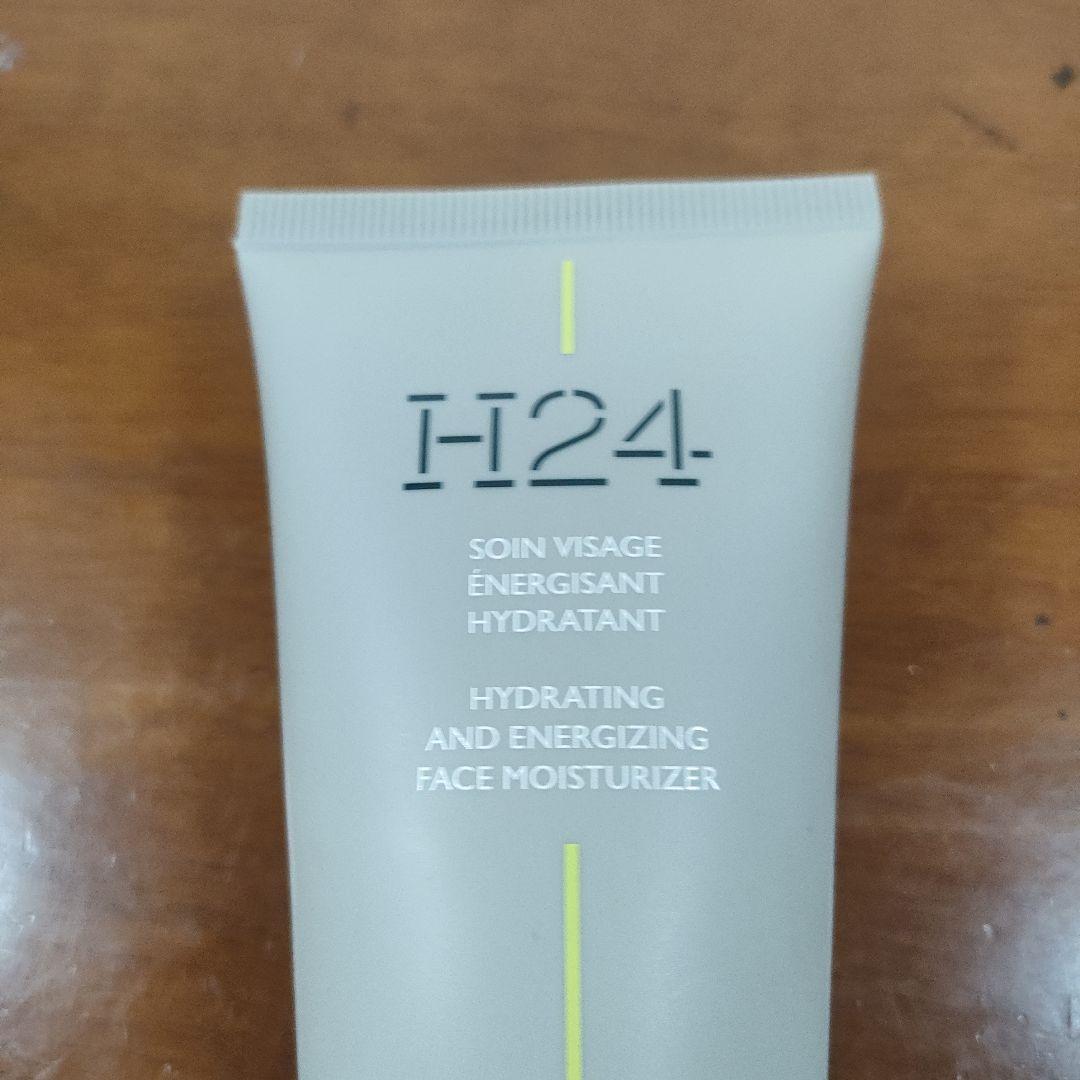 H24
SOIN VISAGE
ÉNERGISANT
HYDRATANT
HYDRATING
AND ENERGIZING
FACE MOISTURIZER